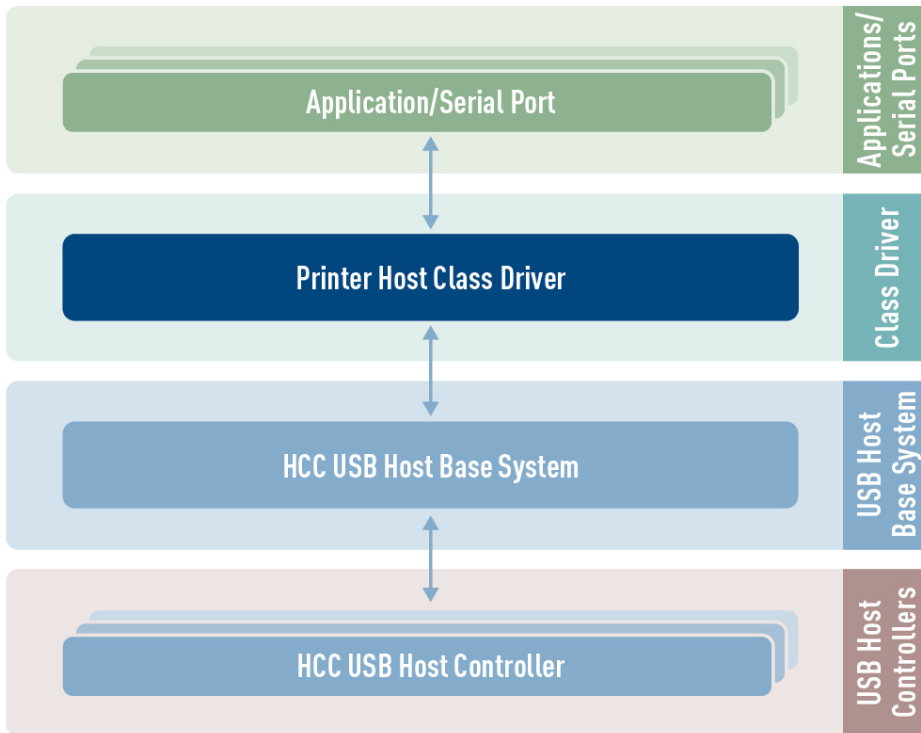 Application/Serial Port
Applications/
Serial Ports
Printer Host Class Driver
Class Driver
HCC USB Host Base System
USB Host
Base System
HCC USB Host Controller
USB Host
Controllers